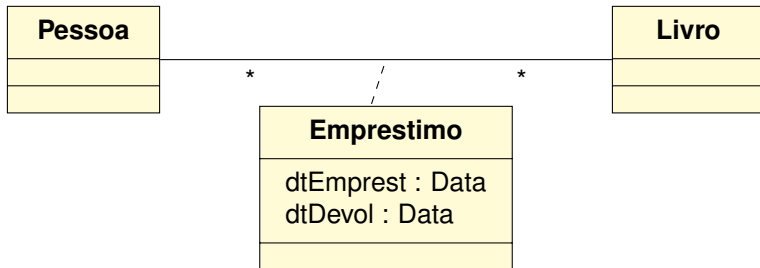 Pessoa
Livro
*
*
Emprestimo
dtEmprest : Data
dtDevol : Data